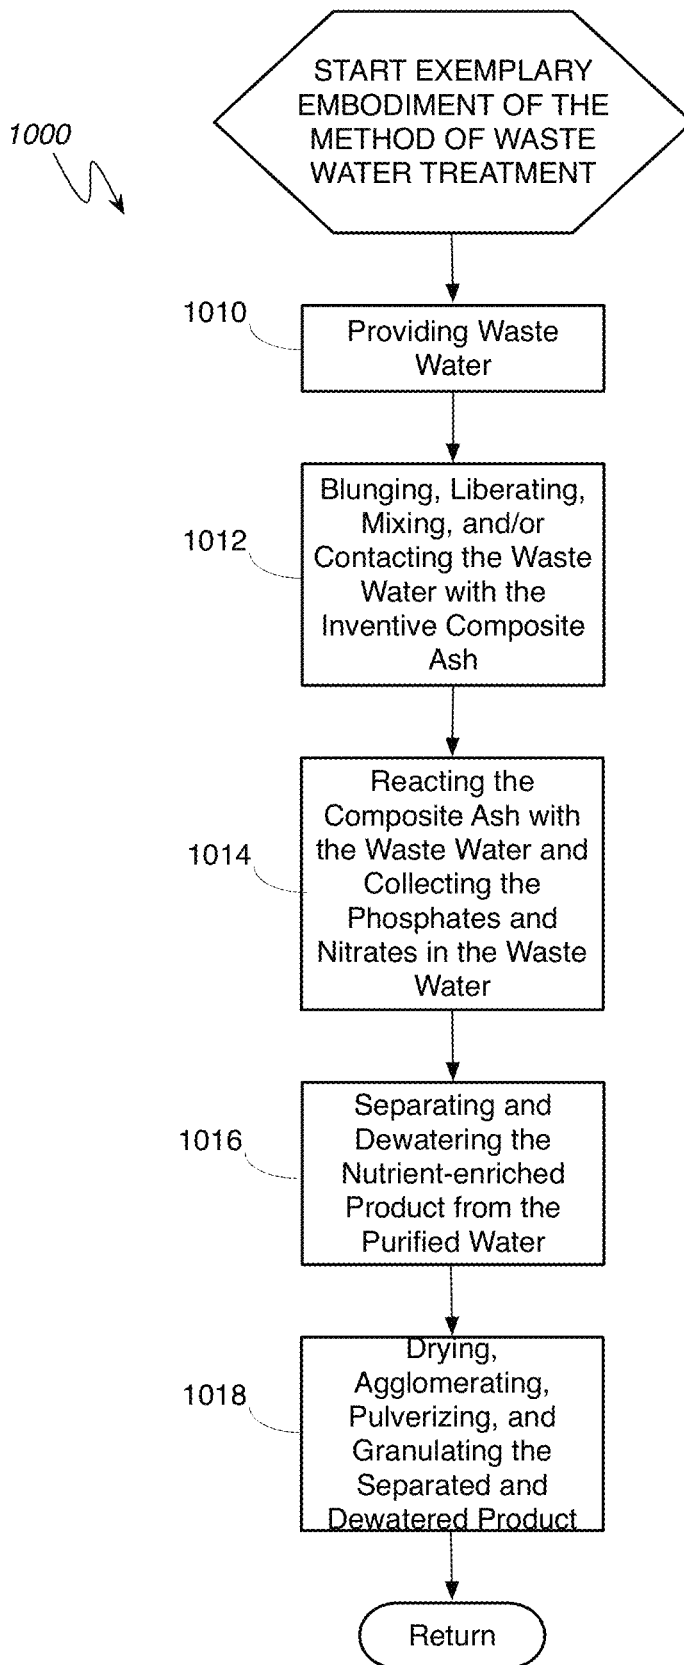 START EXEMPLARY
EMBODIMENT OF THE
METHOD OF WASTE
WATER TREATMENT
1000
1010
Providing Waste
Water
1012
Blunging, Liberating,
Mixing, and/or
Contacting the Waste
Water with the
Inventive Composite
Ash
1014
Reacting the
Composite Ash with
the Waste Water and
Collecting the
Phosphates and
Nitrates in the Waste
Water
1016
Separating and
Dewatering the
Nutrient-enriched
Product from the
Purified Water
1018
Drying,
Agglomerating,
Pulverizing, and
Granulating the
Separated and
Dewatered Product
Return